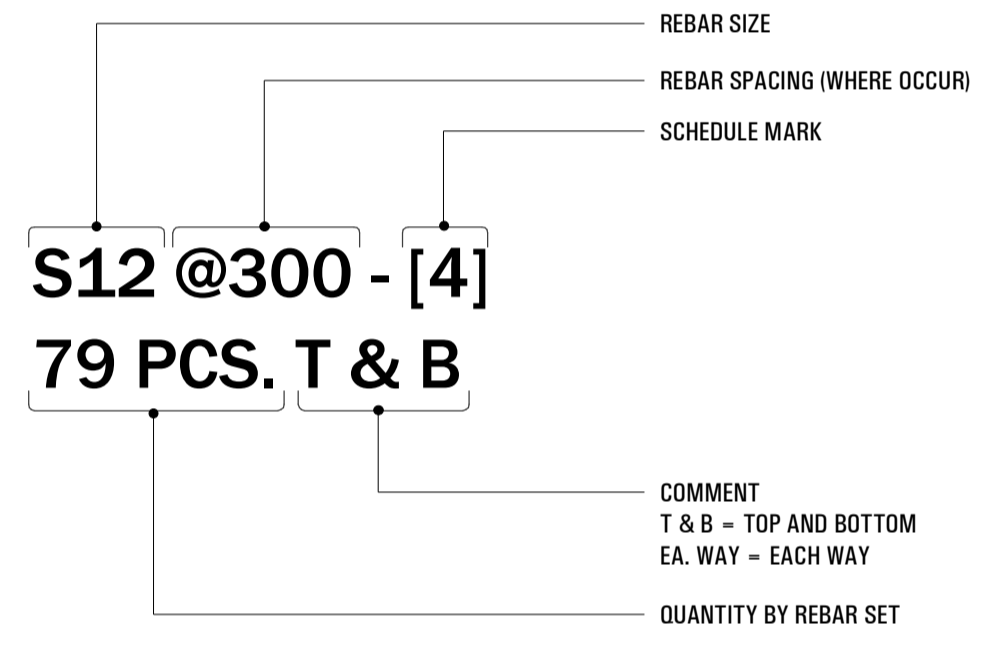 REBAR SIZE
REBAR SPACING (WHERE OCCUR)
SCHEDULE MARK
S12 @300 - [4]
79 PCS. T & B
COMMENT
T & B = TOP AND BOTTOM
EA. WAY = EACH WAY
QUANTITY BY REBAR SET